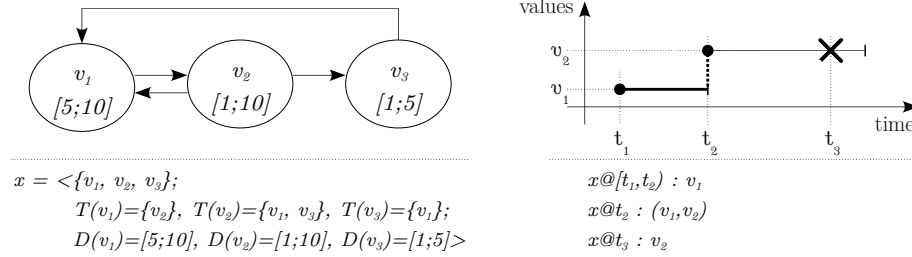 v₁
[5;10]
v₂
[1;10]
v₃
[1;5]
x = <{v₁, v₂, v₃};
T(v₁)={v₂}, T(v₂)={v₁, v₃}, T(v₃)={v₁};
D(v₁)=[5;10], D(v₂)=[1;10], D(v₃)=[1;5]>
values
v₂
v₁
time
t₁
t₂
t₃
x@[t₁,t₂) : v₁
x@t₂ : (v₁,v₂)
x@t₃ : v₂